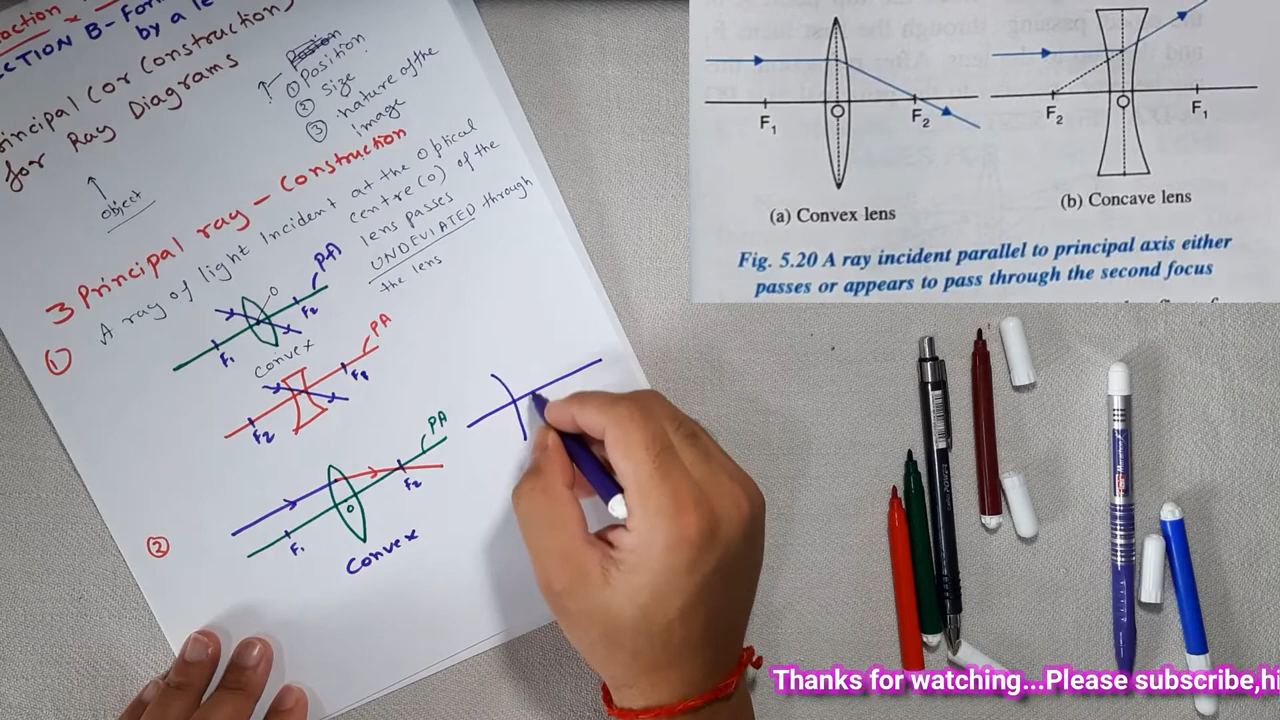 ECTION B-Form
by a le
rincipal (or Construction)
for Ray Diagrams
object
① Position
② size
③ nature of the
image
3 Principal ray - Construction
① A ray of light Incident at the optical
centre (O) of the
lens passes
UNDEVIATED through
the lens
O
PA
F₁
F₂
Convex
PA
F₂
F₁
②
PA
O
F₁
F₂
Convex
F₁
O
F₂
F₂
O
F₁
(a) Convex lens
(b) Concave lens
Fig. 5.20 A ray incident parallel to principal axis either
passes or appears to pass through the second focus
Thanks for watching...Please subscribe,hi